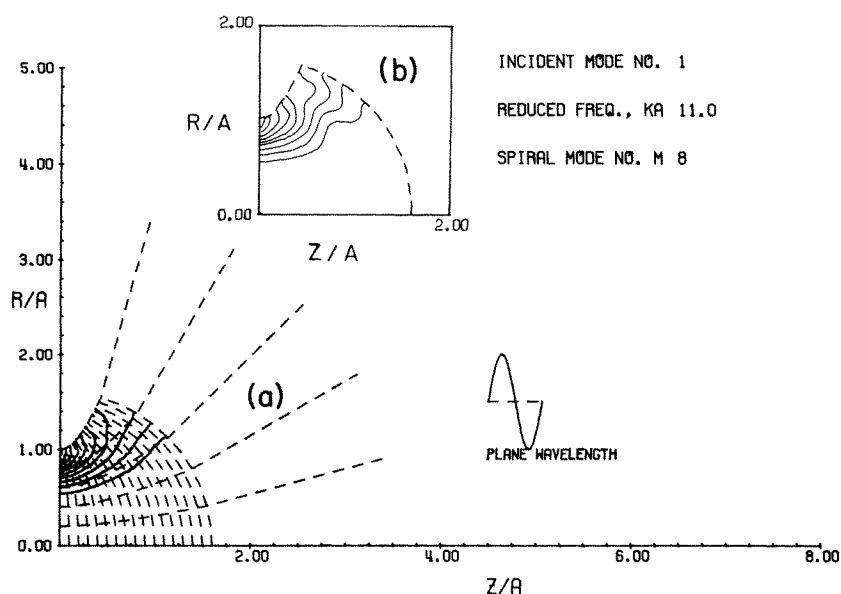 2.00
(b)
R/A
0.00
2.00
Z/A
INCIDENT MODE NO. 1
REDUCED FREQ., KA 11.0
SPIRAL MODE NO. M 8
5.00
4.00
3.00
R/A
2.00
1.00
0.00
(a)
PLANE WAVELENGTH
2.00
4.00
6.00
8.00
Z/A